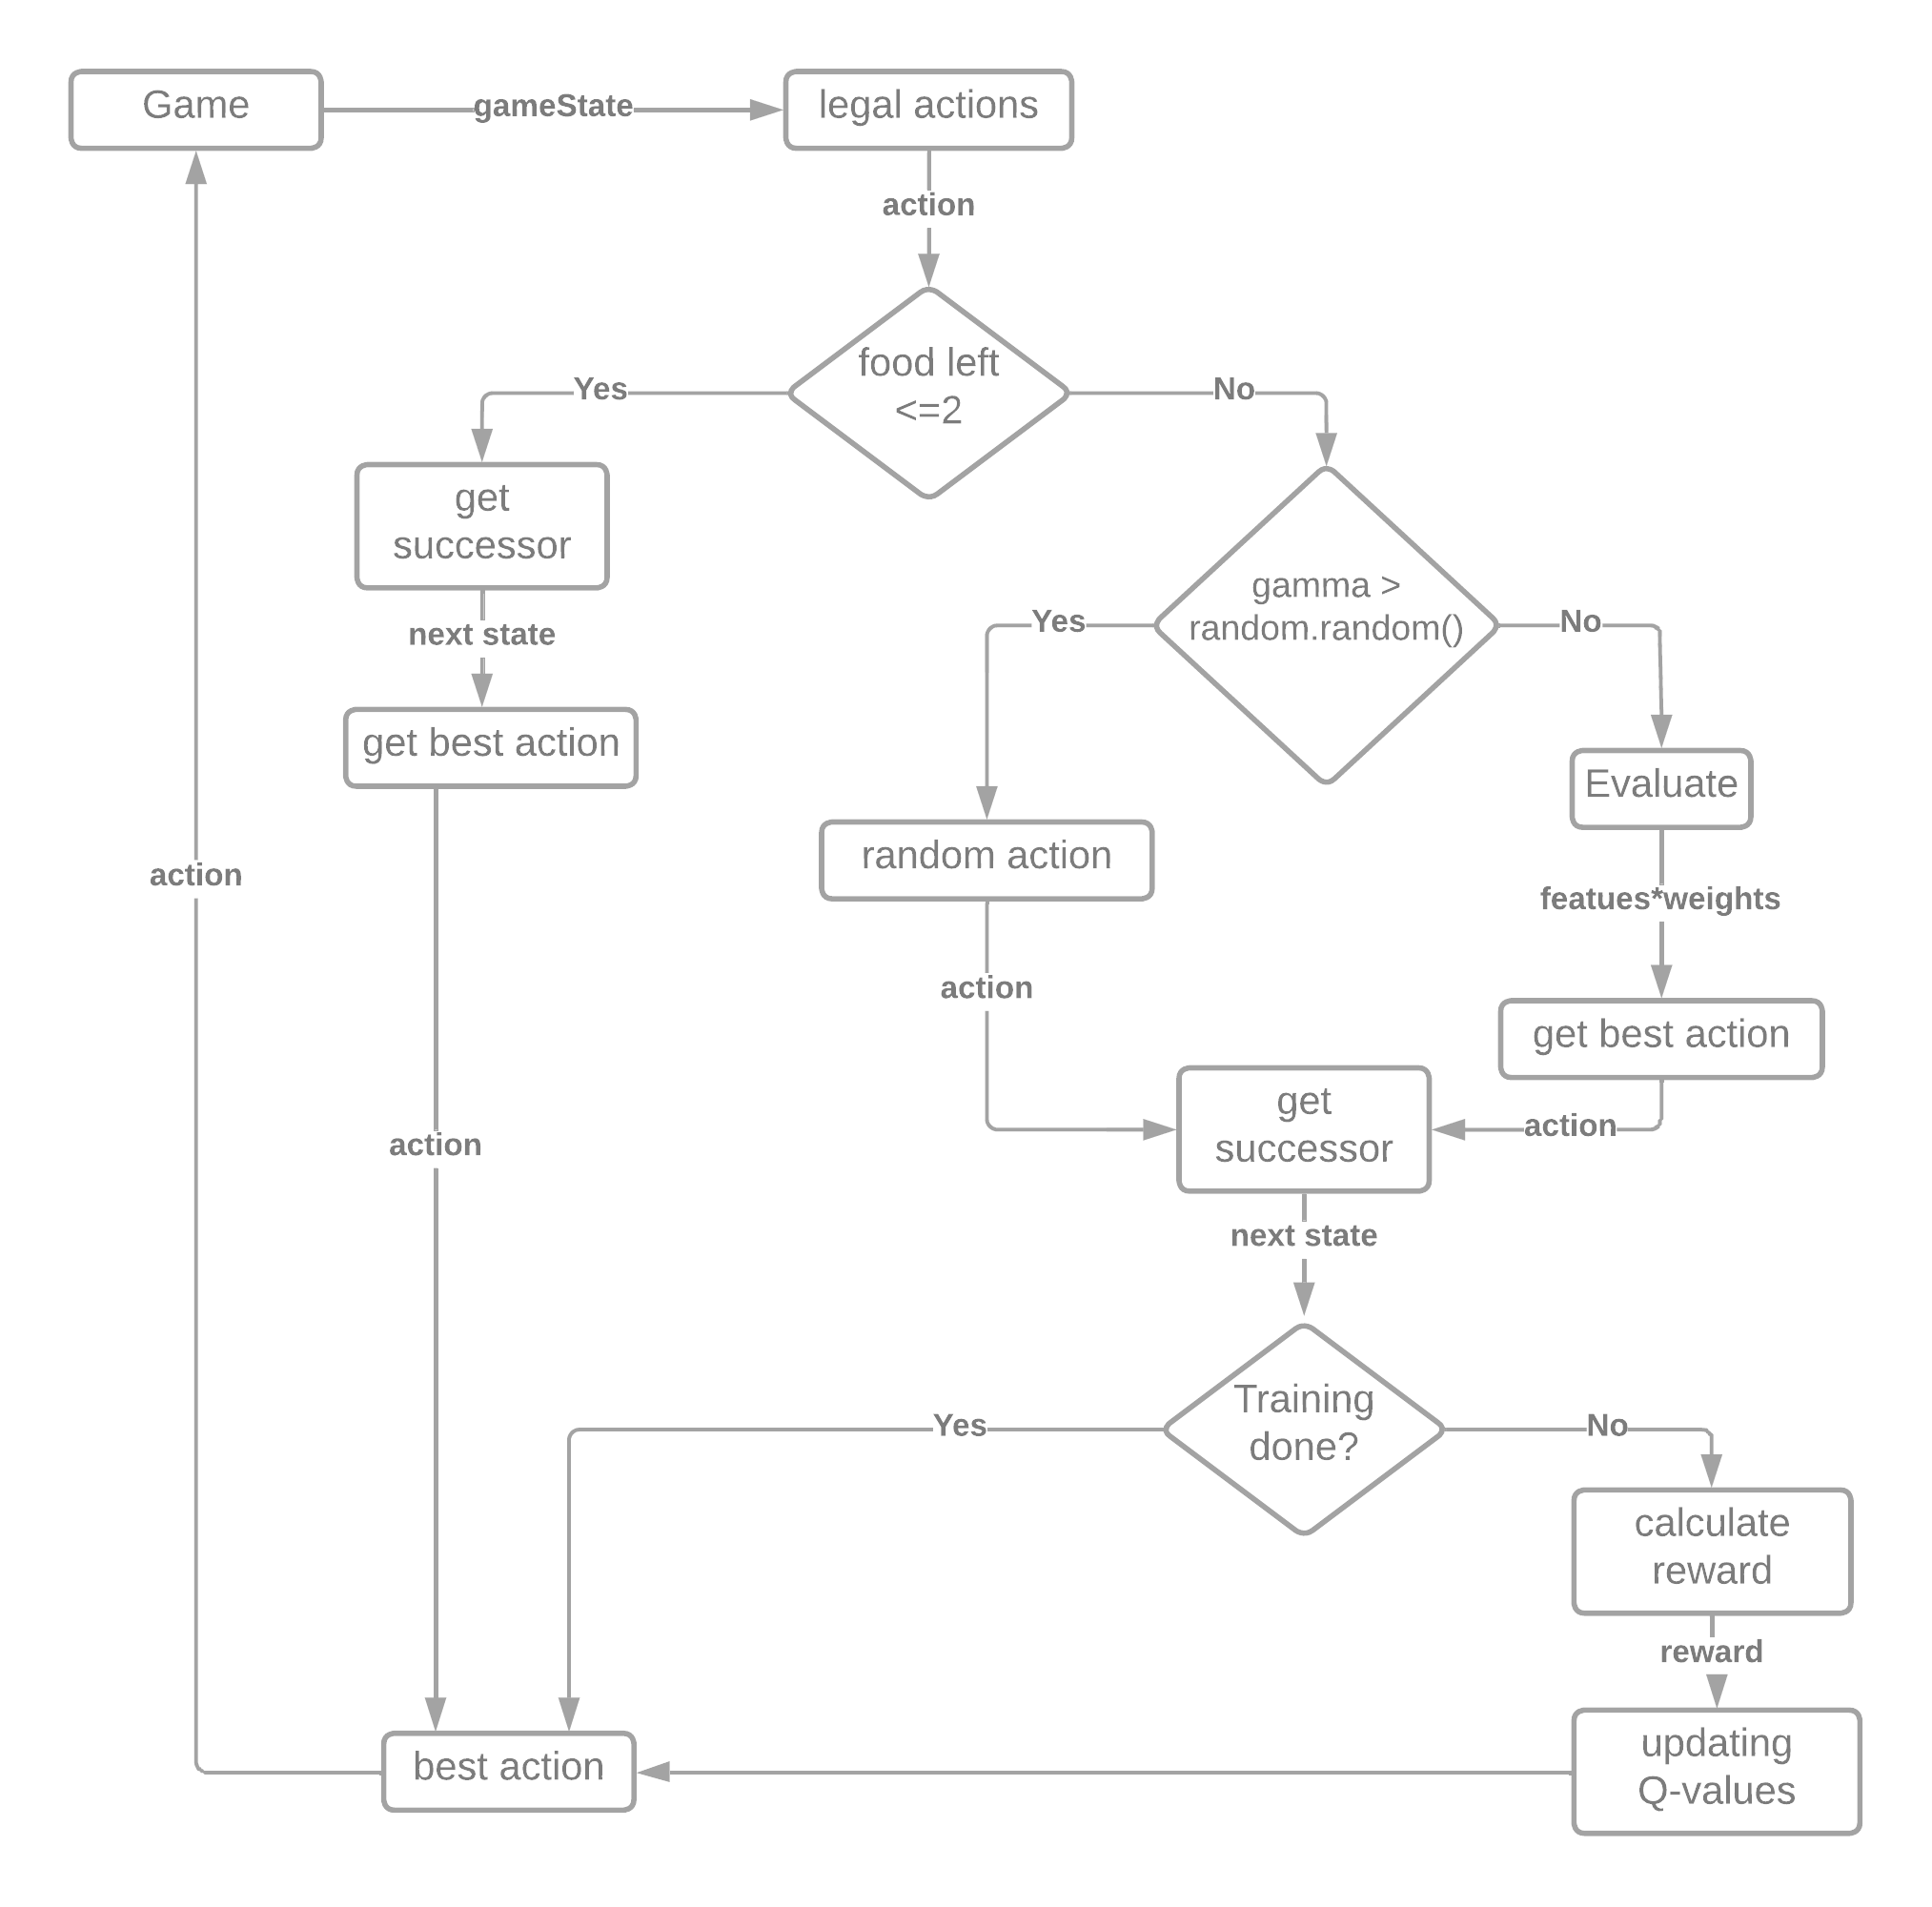 Game
gameState
legal actions
action
food left
<=2
Yes
No
get
successor
next state
get best action
gamma >
random.random()
Yes
No
random action
Evaluate
action
featues*weights
action
get best action
get
successor
action
action
next state
Training
done?
Yes
No
calculate
reward
reward
updating
Q-values
best action